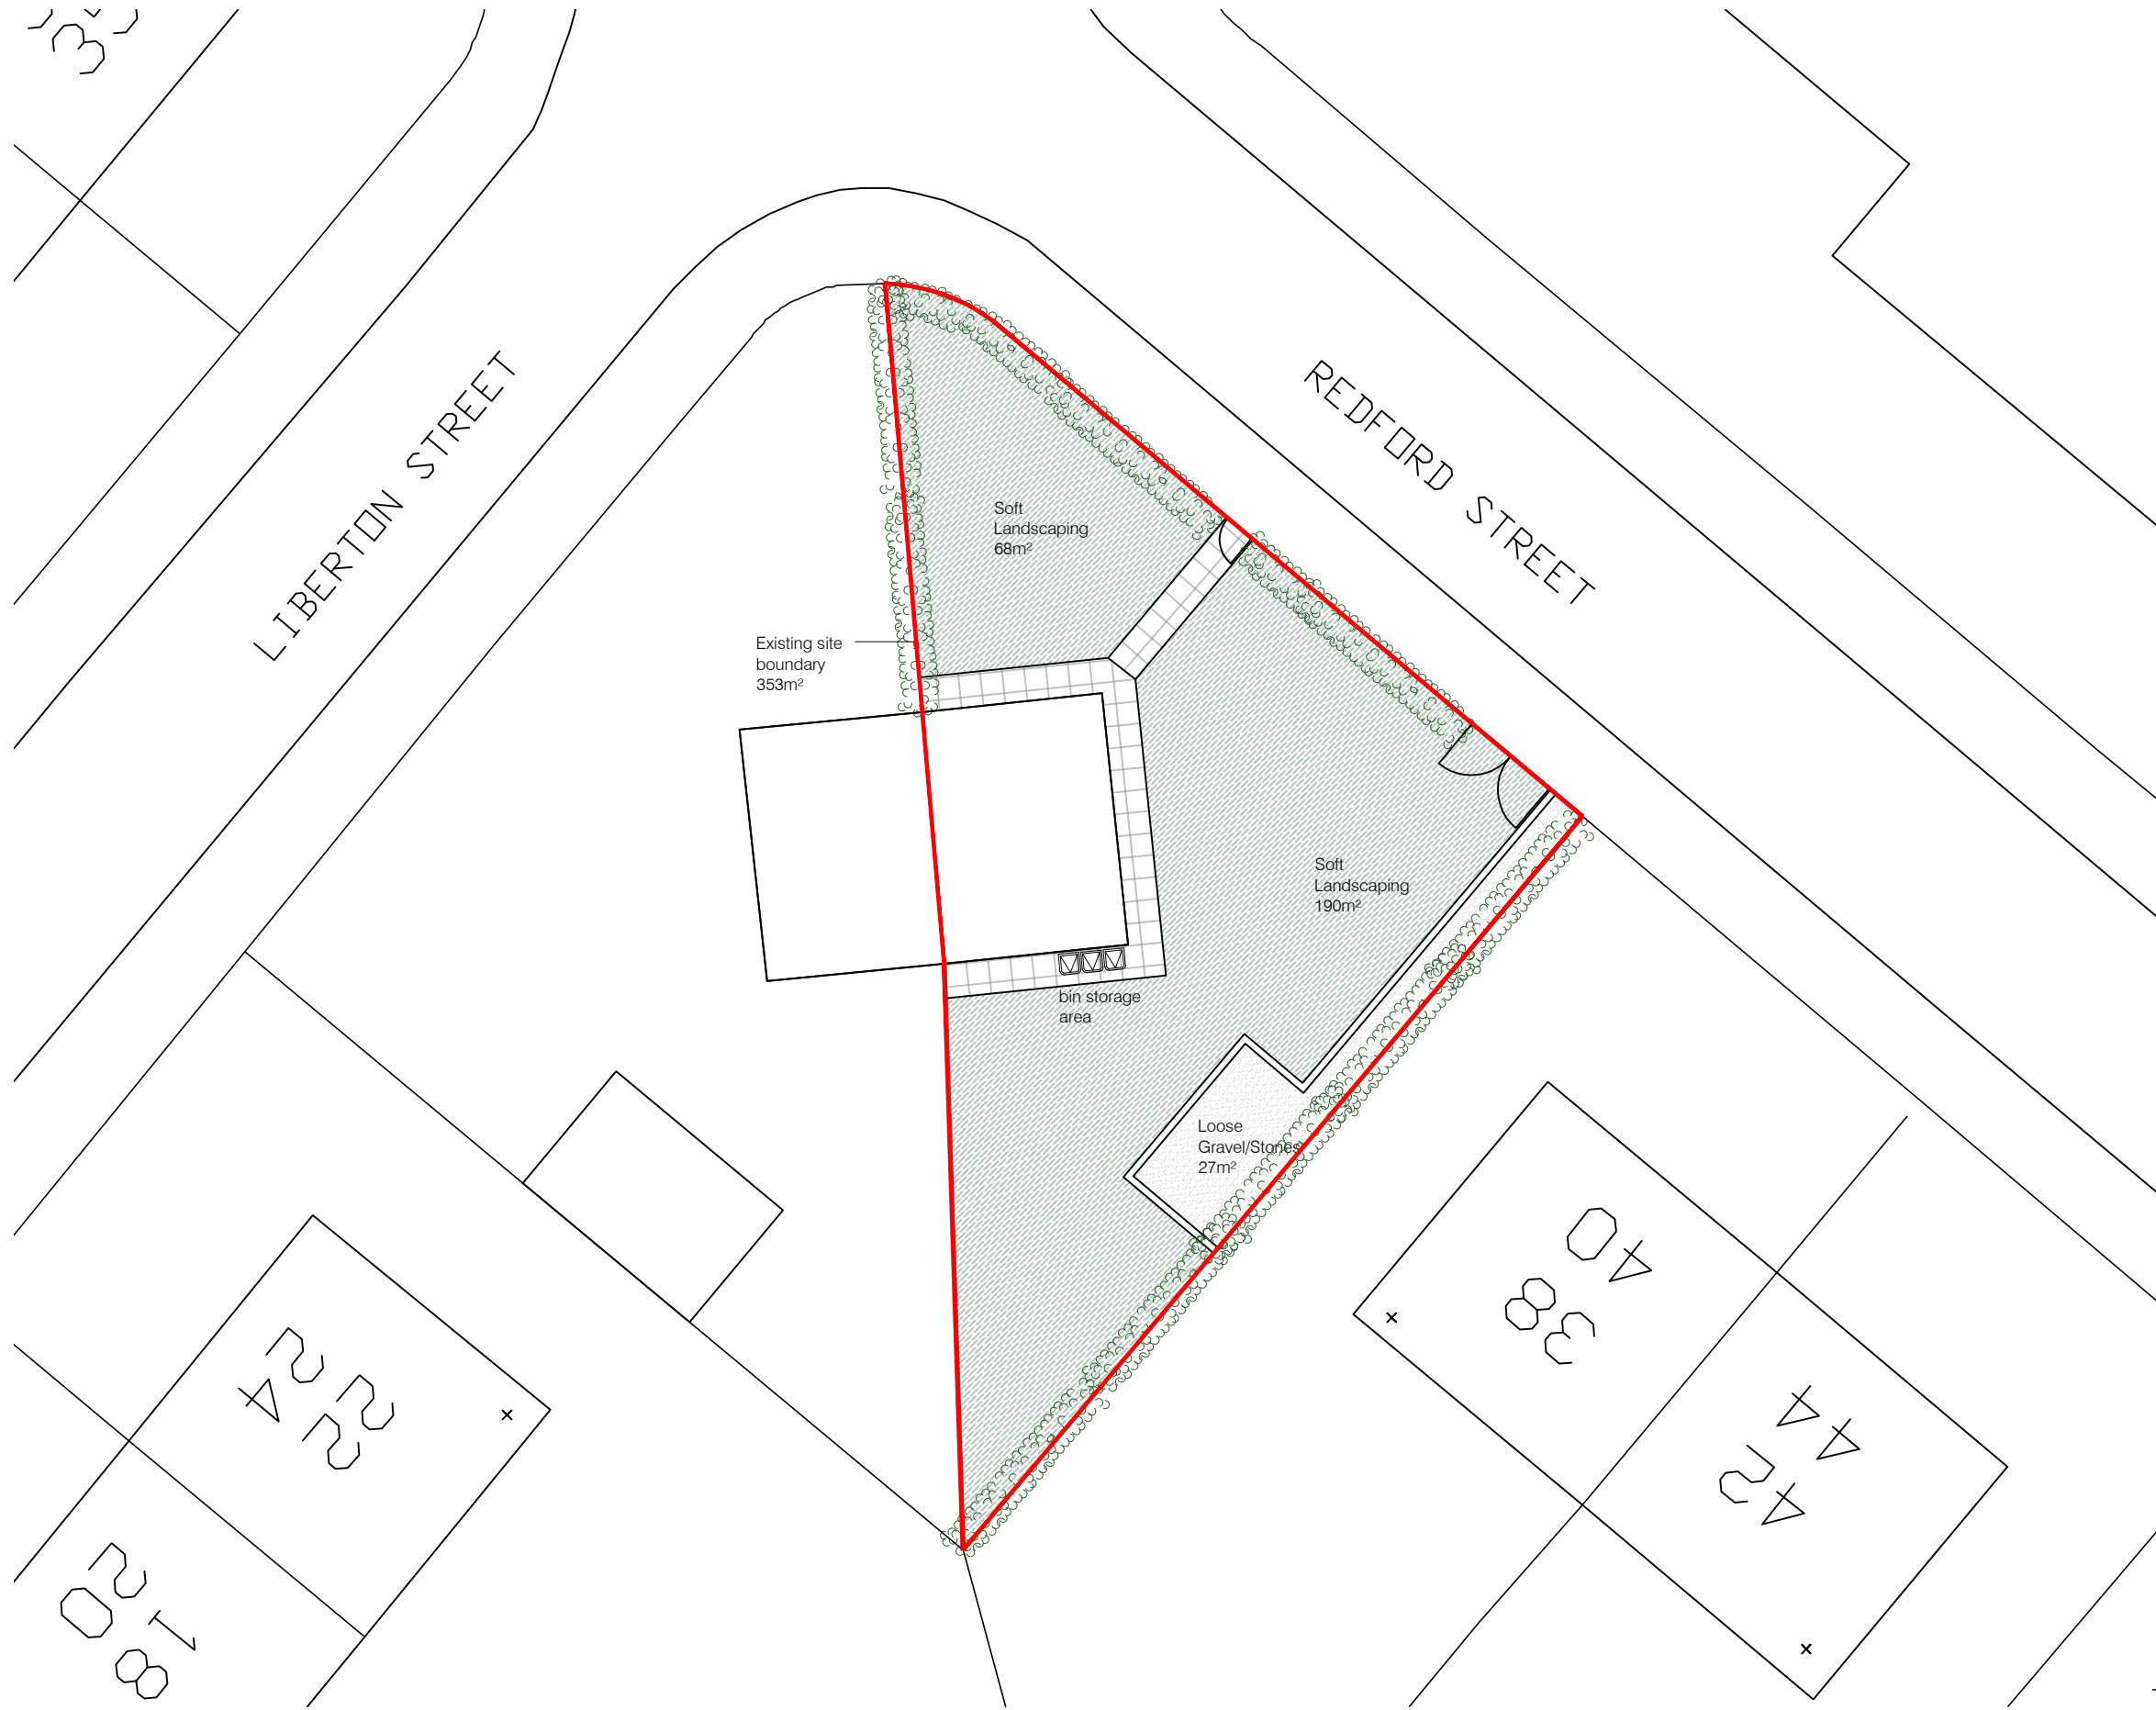 3
LIBERTON STREET
REDFORD STREET
Soft
Landscaping
68m²
Existing site
boundary
353m²
Soft
Landscaping
190m²
bin storage
area
Loose
Gravel/Stones
27m²
40
38
44
42
24
22
20
18